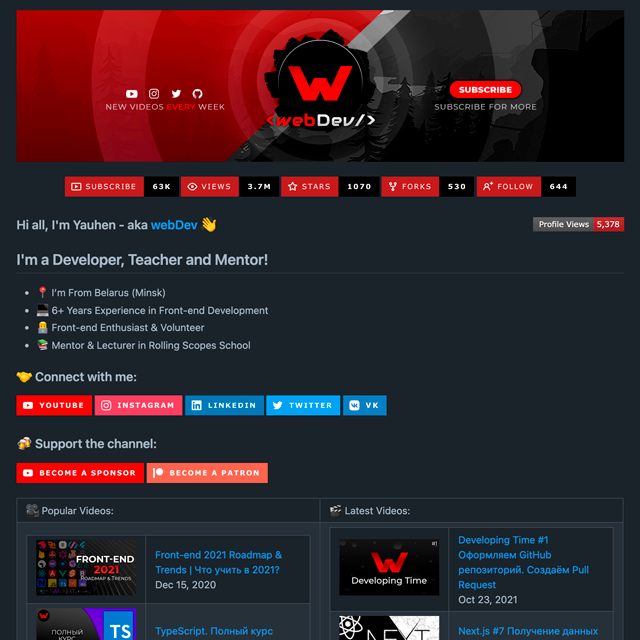 W
NEW VIDEOS EVERY WEEK
<webDev/>
SUBSCRIBE
SUBSCRIBE FOR MORE
SUBSCRIBE 63K
VIEWS 3.7M
STARS 1070
FORKS 530
FOLLOW 644
Hi all, I'm Yauhen - aka webDev
Profile Views 5,378
I'm a Developer, Teacher and Mentor!
I'm From Belarus (Minsk)
6+ Years Experience in Front-end Development
Front-end Enthusiast & Volunteer
Mentor & Lecturer in Rolling Scopes School
Connect with me:
YOUTUBE
INSTAGRAM
LINKEDIN
TWITTER
VK
Support the channel:
BECOME A SPONSOR
BECOME A PATRON
Popular Videos:
FRONT-END
2021
ROADMAP & TRENDS
Front-end 2021 Roadmap &
Trends | Что учить в 2021?
Dec 15, 2020
W
ПОЛНЫЙ
КУРС
TS
TypeScript. Полный курс
Latest Videos:
#1
W
Developing Time
Developing Time #1
Оформляем GitHub
репозиторий. Создаём Pull
Request
Oct 23, 2021
NEXT
Next.js #7 Получение данных